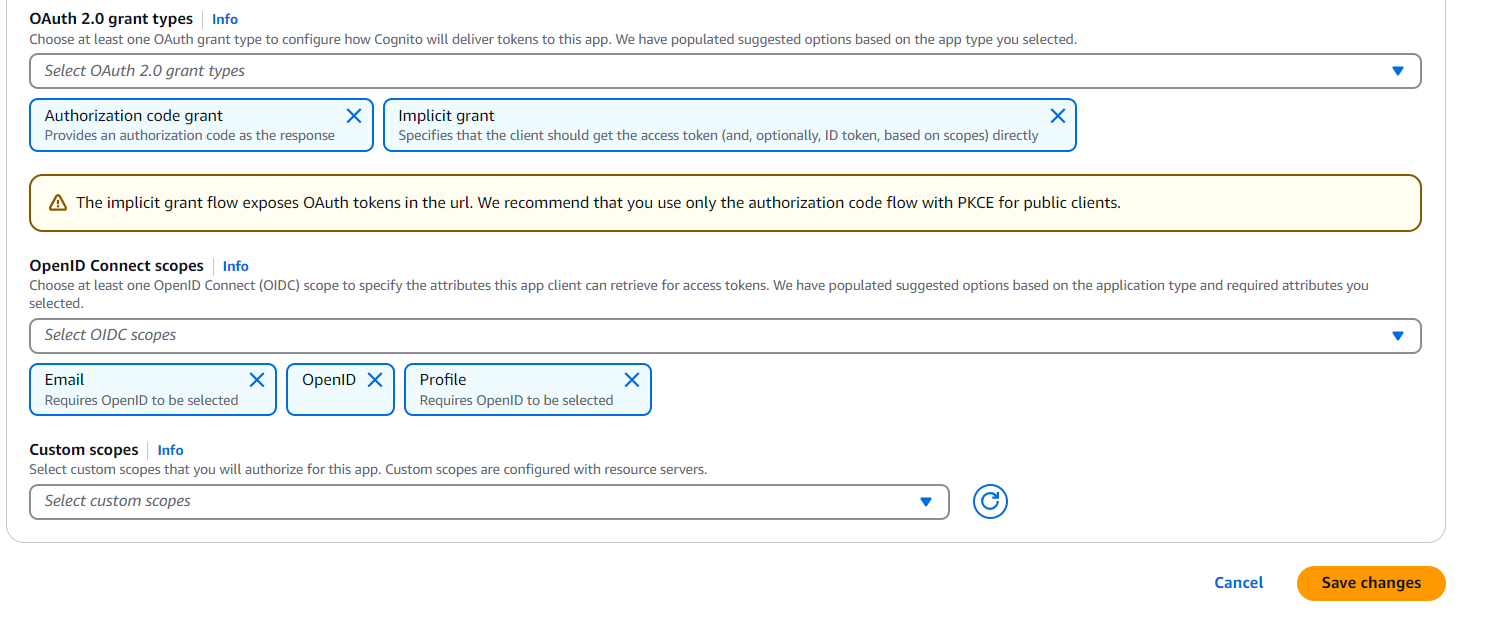 OAuth 2.0 grant types Info
Choose at least one OAuth grant type to configure how Cognito will deliver tokens to this app. We have populated suggested options based on the app type you selected.
Select OAuth 2.0 grant types
Authorization code grant
Provides an authorization code as the response
Implicit grant
Specifies that the client should get the access token (and, optionally, ID token, based on scopes) directly
The implicit grant flow exposes OAuth tokens in the url. We recommend that you use only the authorization code flow with PKCE for public clients.
OpenID Connect scopes Info
Choose at least one OpenID Connect (OIDC) scope to specify the attributes this app client can retrieve for access tokens. We have populated suggested options based on the application type and required attributes you
selected.
Select OIDC scopes
Email
Requires OpenID to be selected
OpenID
Profile
Requires OpenID to be selected
Custom scopes Info
Select custom scopes that you will authorize for this app. Custom scopes are configured with resource servers.
Select custom scopes
Cancel
Save changes